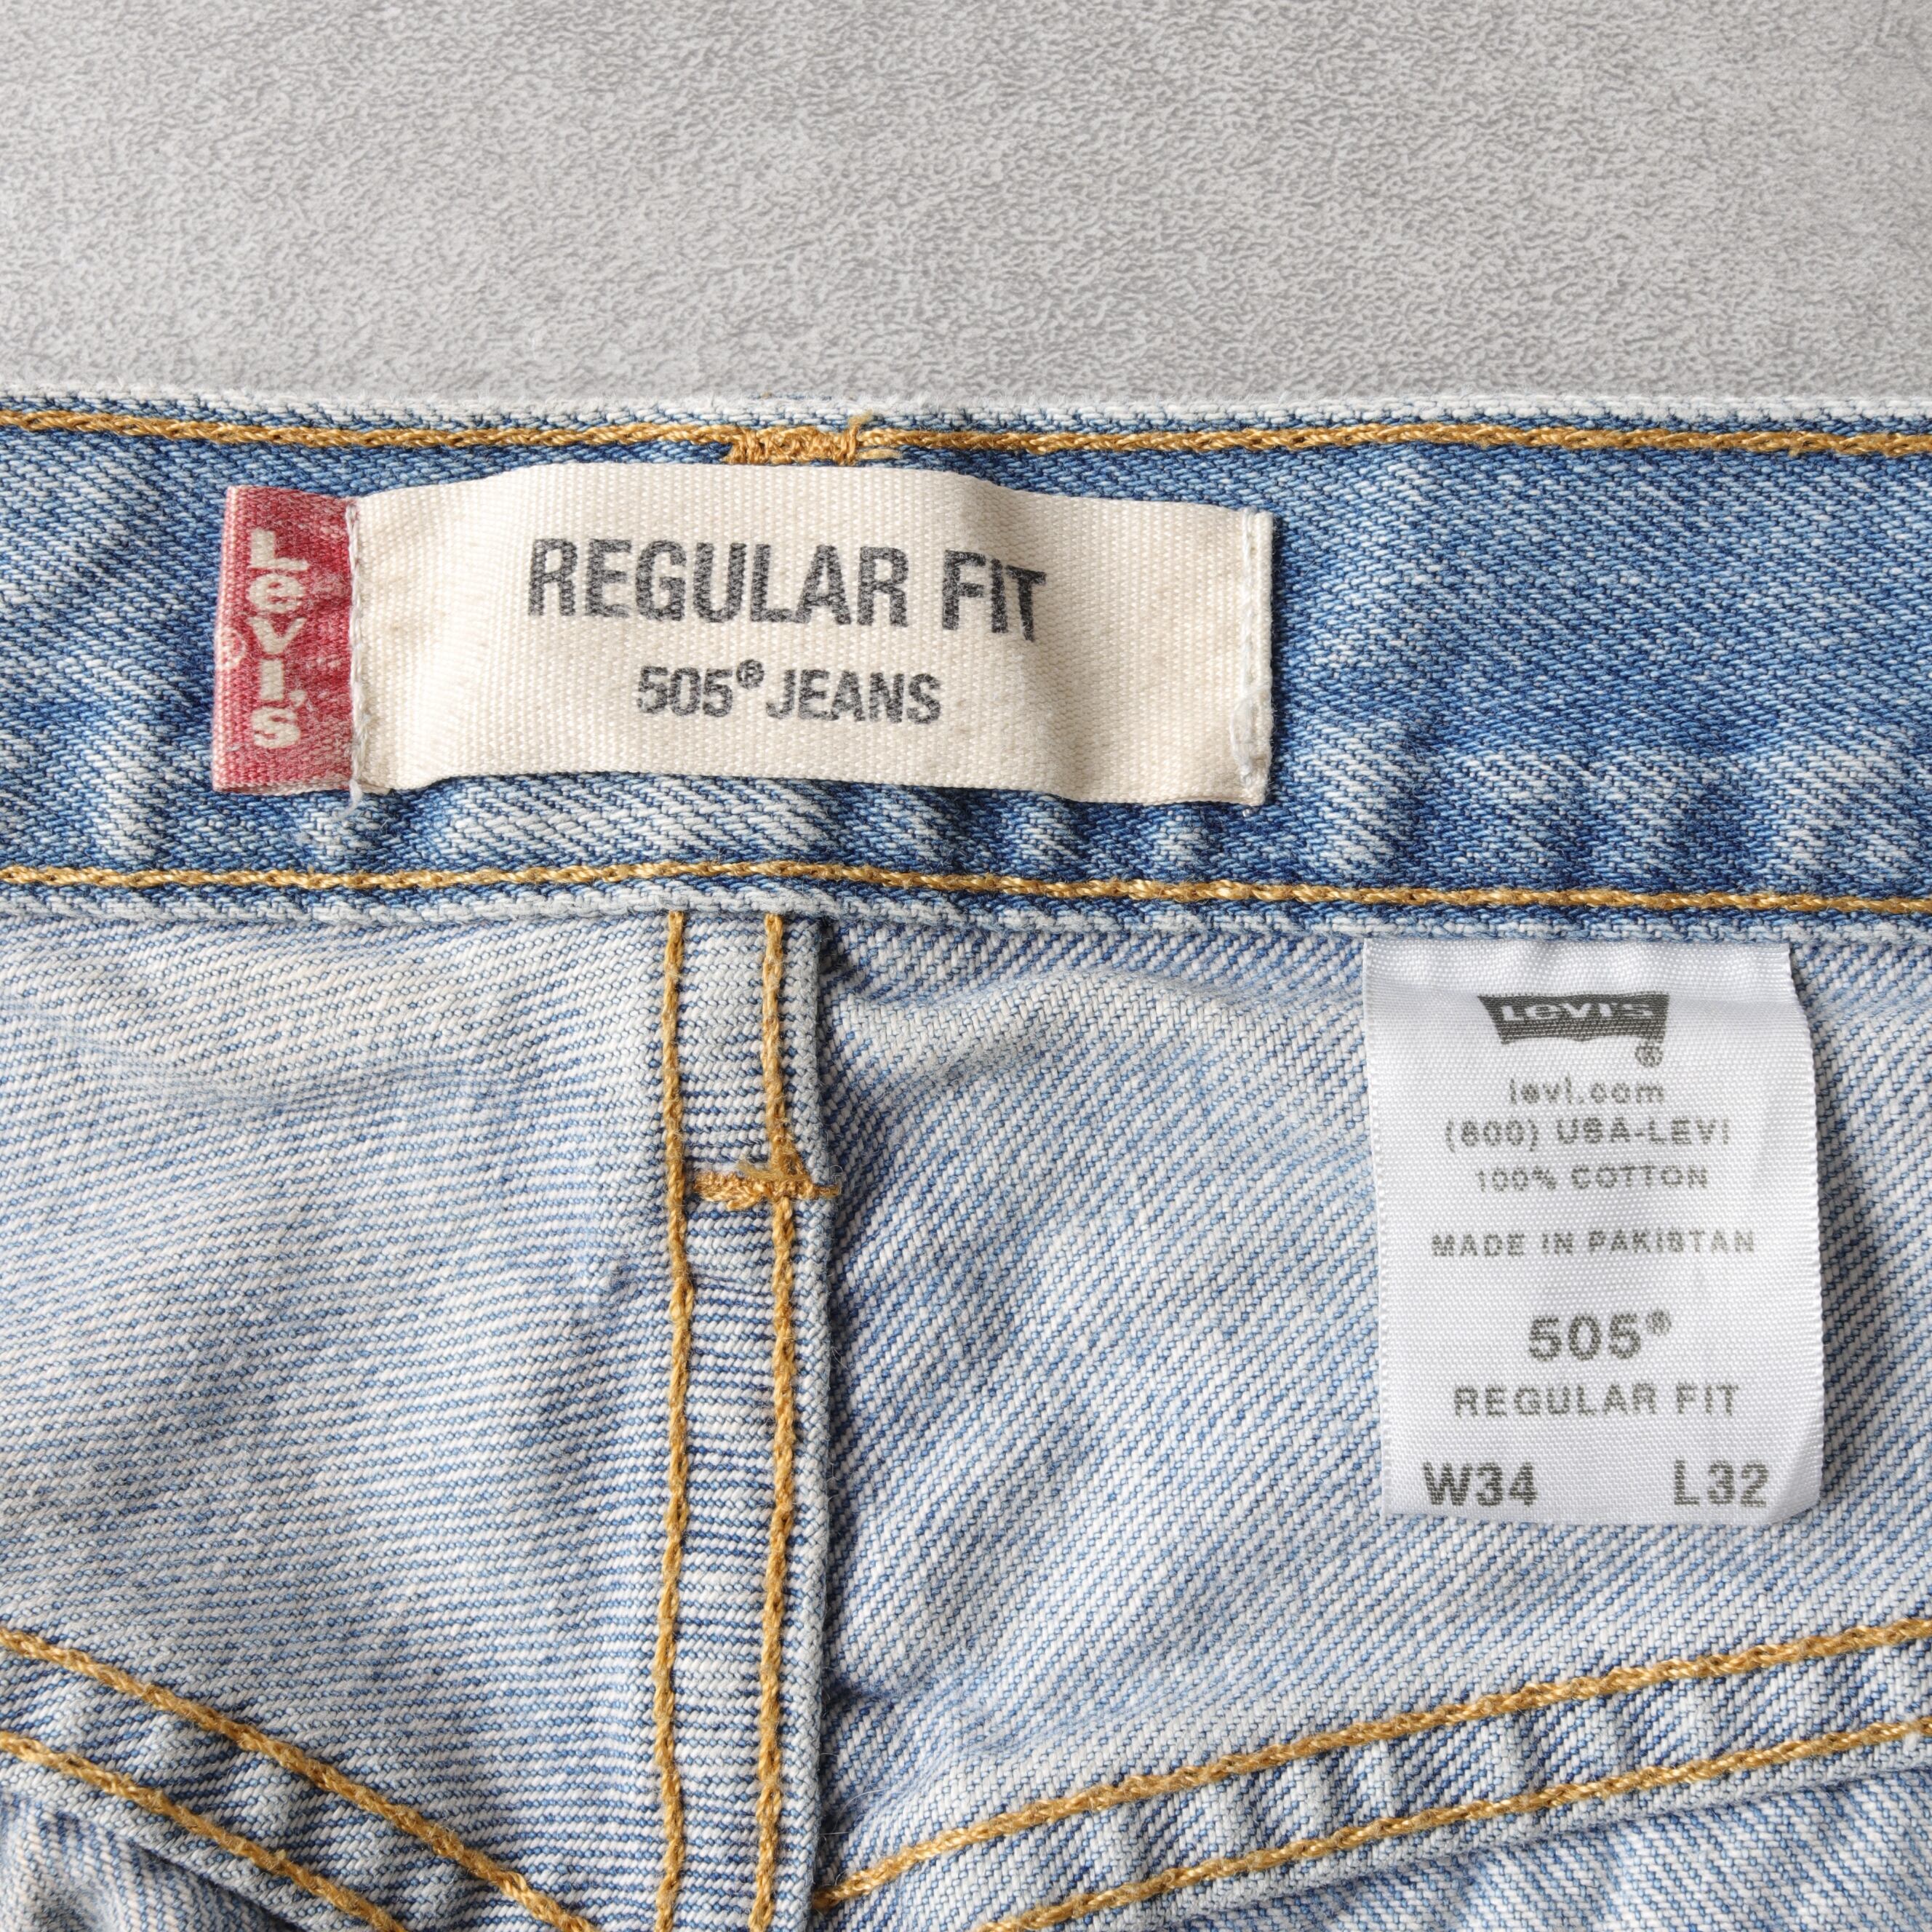 Levi's
®
REGULAR FIT
505® JEANS
LEVI'S
®
levi.com
(800) USA-LEVI
100% COTTON
MADE IN PAKISTAN
505®
REGULAR FIT
W34 L32